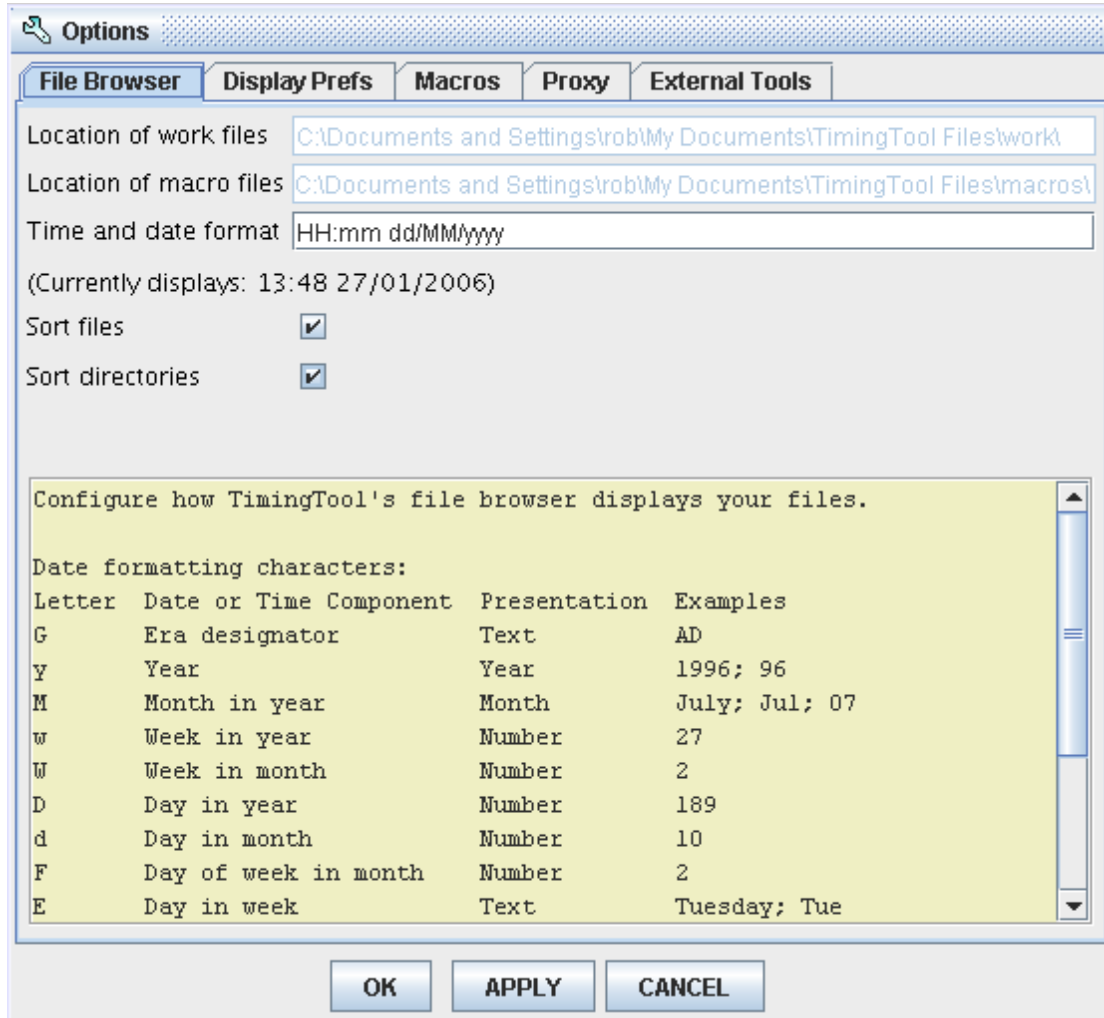 Options
File Browser Display Prefs Macros Proxy External Tools
Location of work files C:\Documents and Settings\rob\My Documents\TimingTool Files\work\
Location of macro files C:\Documents and Settings\rob\My Documents\TimingTool Files\macros\
Time and date format HH:mm dd/MM/yyyy
(Currently displays: 13:48 27/01/2006)
Sort files
Sort directories
Configure how TimingTool's file browser displays your files.
Date formatting characters:
Letter Date or Time Component Presentation Examples
G Era designator Text AD
y Year Year 1996; 96
M Month in year Month July; Jul; 07
w Week in year Number 27
W Week in month Number 2
D Day in year Number 189
d Day in month Number 10
F Day of week in month Number 2
E Day in week Text Tuesday; Tue
OK APPLY CANCEL